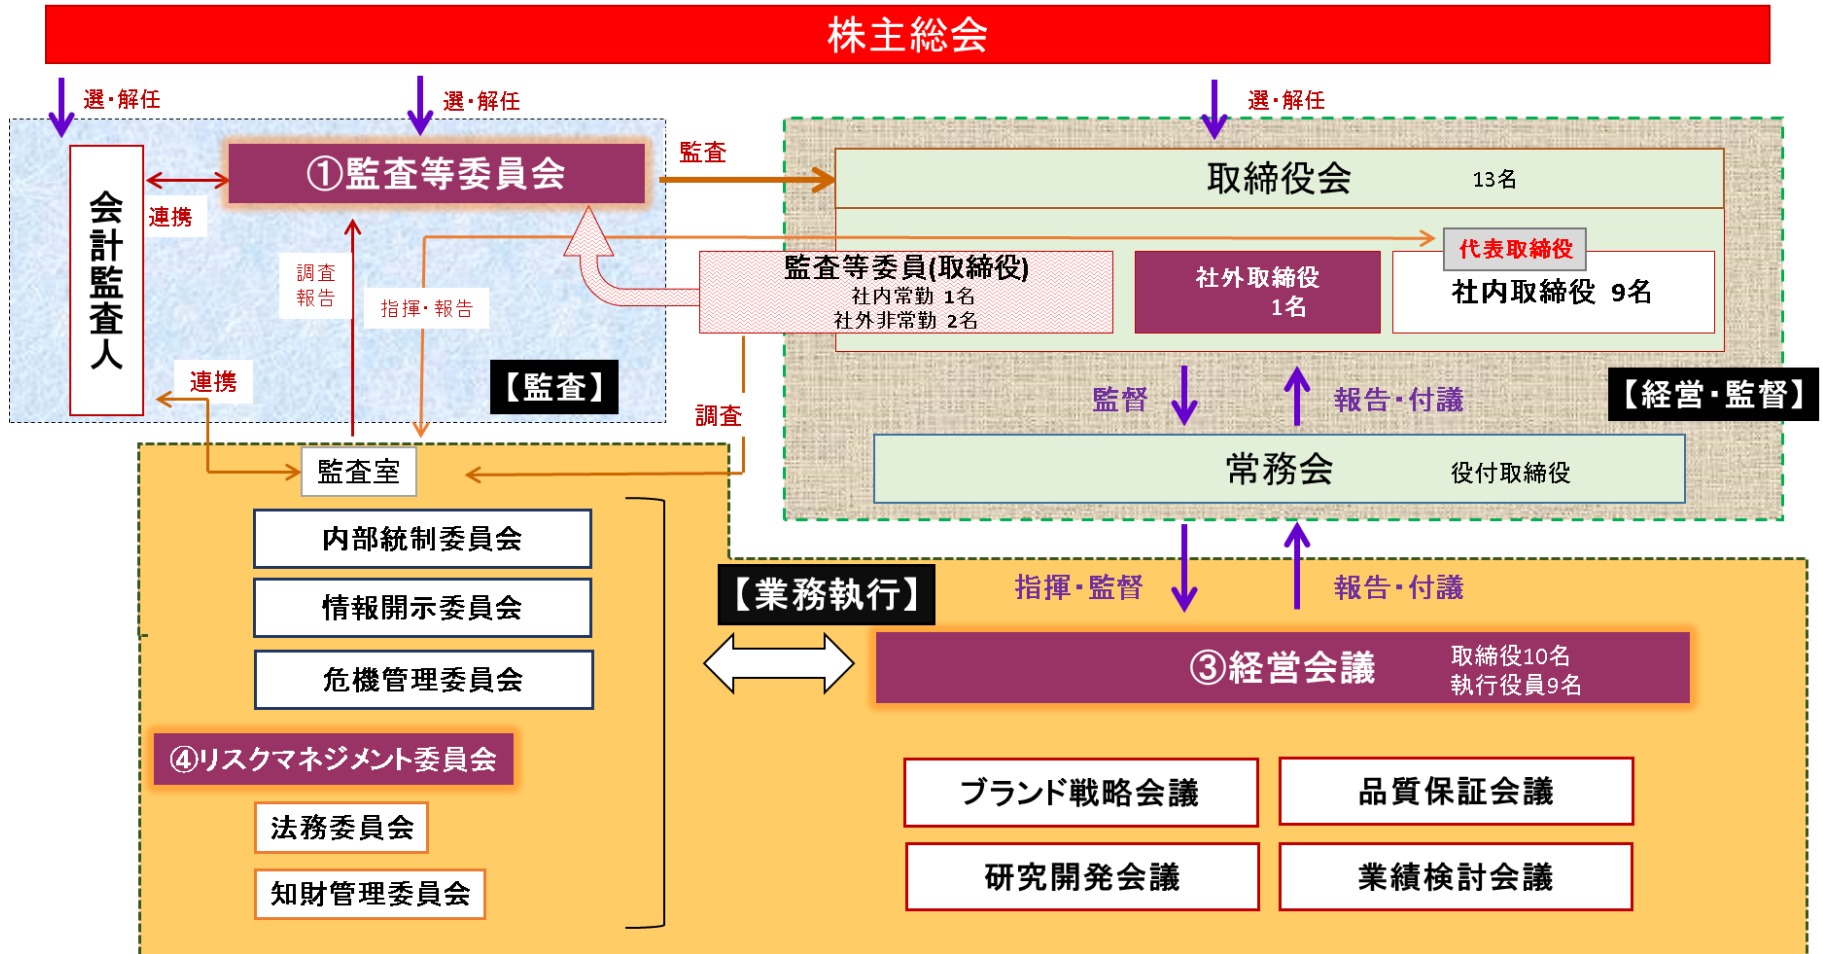 株主総会
選・解任
選・解任
選・解任
①監査等委員会
監査
取締役会
13名
会計監査人
連携
調査
報告
指揮・報告
監査等委員(取締役)
社内常勤 1名
社外非常勤 2名
社外取締役
1名
代表取締役
社内取締役 9名
連携
【監査】
調査
監督
報告・付議
【経営・監督】
監査室
常務会
役付取締役
内部統制委員会
情報開示委員会
危機管理委員会
④リスクマネジメント委員会
法務委員会
知財管理委員会
【業務執行】
指揮・監督
報告・付議
③経営会議
取締役10名
執行役員9名
ブランド戦略会議
品質保証会議
研究開発会議
業績検討会議